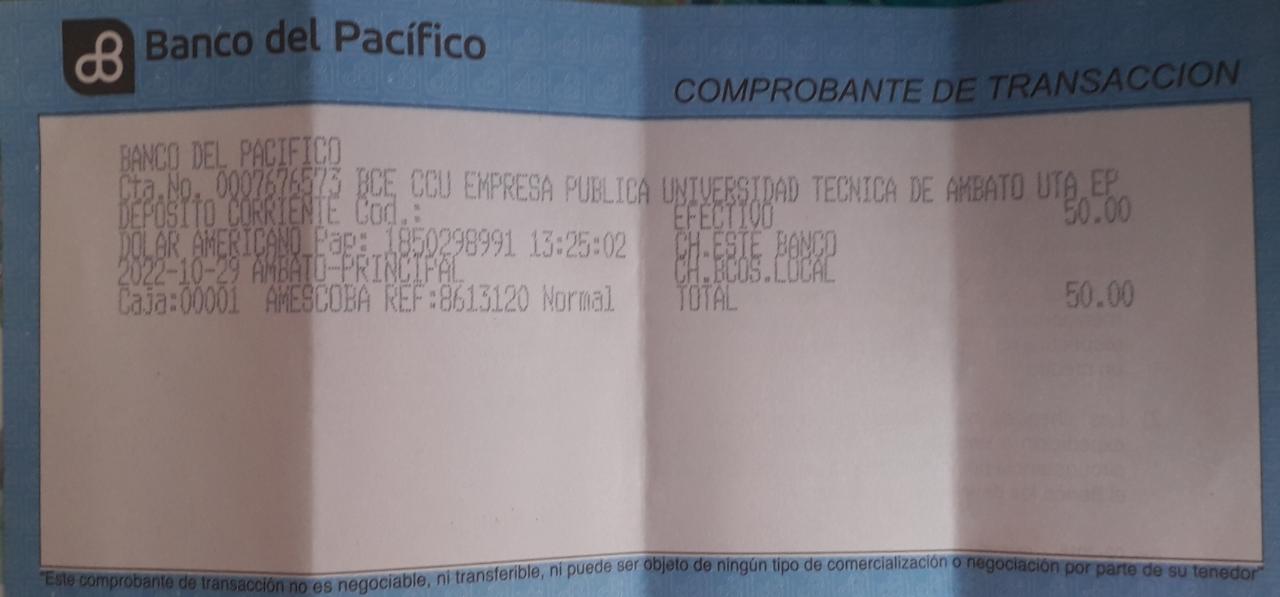 Banco del Pacífico
COMPROBANTE DE TRANSACCION
BANCO DEL PACIFICO
Cta.No. 0007676573 BCE CCU EMPRESA PUBLICA UNIVERSIDAD TECNICA DE AMBATO UTA EP
DEPOSITO CORRIENTE Cod.: EFECTIVO 50.00
DOLAR AMERICANO Pap: 1850298991 13:25:02 CH.ESTE BANCO
2022-10-29 AMBATO-PRINCIPAL CH.BCOS.LOCAL
Caja:00001 AMESCOBA REF:8613120 Normal TOTAL 50.00
"Este comprobante de transacción no es negociable, ni transferible, ni puede ser objeto de ningún tipo de comercialización o negociación por parte de su tenedor"